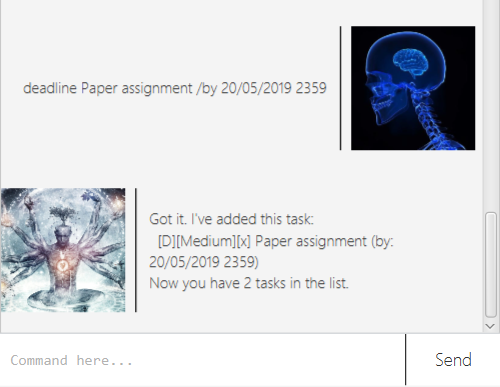 deadline Paper assignment /by 20/05/2019 2359
Got it. I've added this task:
[D][Medium][x] Paper assignment (by:
20/05/2019 2359)
Now you have 2 tasks in the list.
Command here...
Send